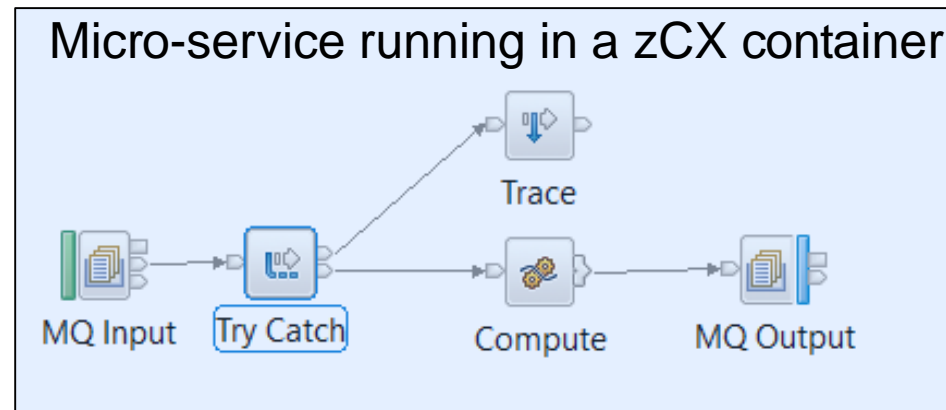 Micro-service running in a zCX container
Trace
MQ Input
Try Catch
Compute
MQ Output